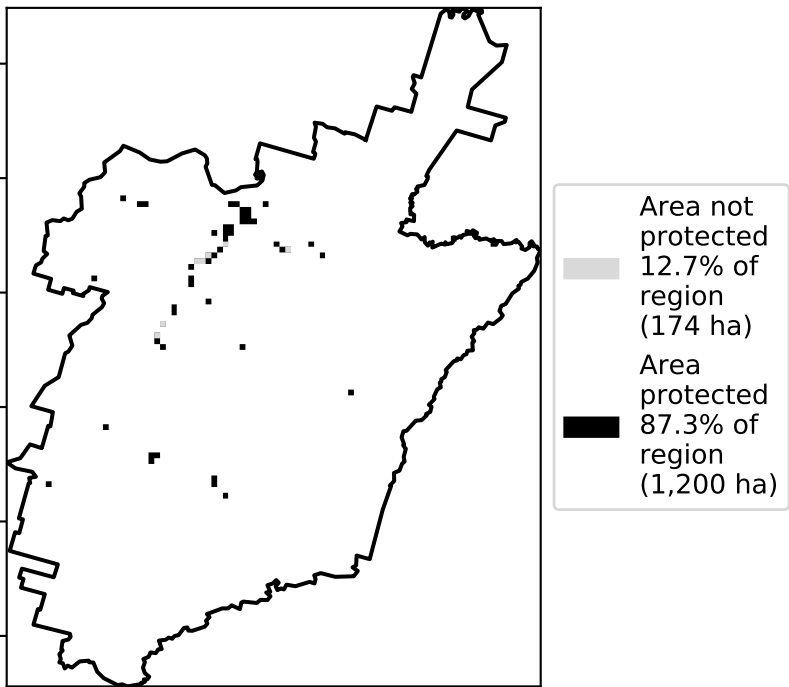 Area not
protected
12.7% of
region
(174 ha)
Area
protected
87.3% of
region
(1,200 ha)